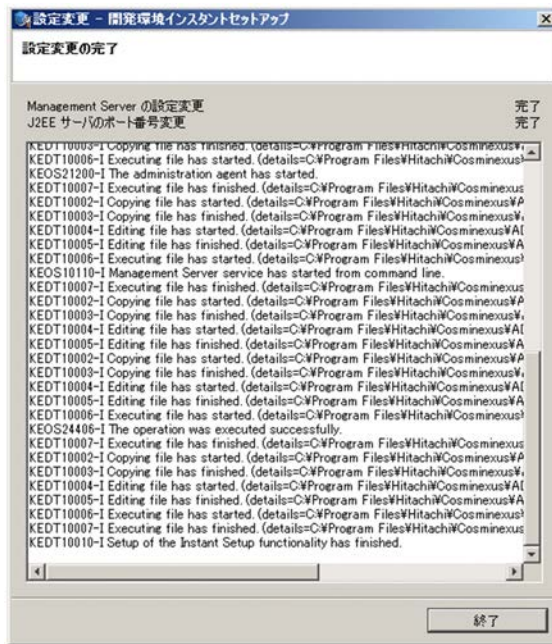 設定変更 - 開発環境インスタントセットアップ
設定変更の完了
Management Server の設定変更 完了
J2EE サーバのポート番号変更 完了
KEDT10003-I Copying file has finished. (details=C:¥Program Files¥Hitachi¥Cosminexus¥
KEDT10006-I Executing file has started. (details=C:¥Program Files¥Hitachi¥Cosminexus¥
KEOS21200-I The administration agent has started.
KEDT10007-I Executing file has finished. (details=C:¥Program Files¥Hitachi¥Cosminexus
KEDT10002-I Copying file has started. (details=C:¥Program Files¥Hitachi¥Cosminexus¥A
KEDT10003-I Copying file has finished. (details=C:¥Program Files¥Hitachi¥Cosminexus¥
KEDT10004-I Editing file has started. (details=C:¥Program Files¥Hitachi¥Cosminexus¥AD
KEDT10005-I Editing file has finished. (details=C:¥Program Files¥Hitachi¥Cosminexus¥A
KEDT10006-I Executing file has started. (details=C:¥Program Files¥Hitachi¥Cosminexus¥
KEOS10110-I Management Server service has started from command line.
KEDT10007-I Executing file has finished. (details=C:¥Program Files¥Hitachi¥Cosminexus
KEDT10002-I Copying file has started. (details=C:¥Program Files¥Hitachi¥Cosminexus¥A
KEDT10003-I Copying file has finished. (details=C:¥Program Files¥Hitachi¥Cosminexus¥
KEDT10004-I Editing file has started. (details=C:¥Program Files¥Hitachi¥Cosminexus¥AD
KEDT10005-I Editing file has finished. (details=C:¥Program Files¥Hitachi¥Cosminexus¥A
KEDT10002-I Copying file has started. (details=C:¥Program Files¥Hitachi¥Cosminexus¥A
KEDT10003-I Copying file has finished. (details=C:¥Program Files¥Hitachi¥Cosminexus¥
KEDT10004-I Editing file has started. (details=C:¥Program Files¥Hitachi¥Cosminexus¥AD
KEDT10005-I Editing file has finished. (details=C:¥Program Files¥Hitachi¥Cosminexus¥A
KEDT10006-I Executing file has started. (details=C:¥Program Files¥Hitachi¥Cosminexus¥
KEOS24406-I The operation was executed successfully.
KEDT10007-I Executing file has finished. (details=C:¥Program Files¥Hitachi¥Cosminexus
KEDT10002-I Copying file has started. (details=C:¥Program Files¥Hitachi¥Cosminexus¥A
KEDT10003-I Copying file has finished. (details=C:¥Program Files¥Hitachi¥Cosminexus¥
KEDT10004-I Editing file has started. (details=C:¥Program Files¥Hitachi¥Cosminexus¥AD
KEDT10005-I Editing file has finished. (details=C:¥Program Files¥Hitachi¥Cosminexus¥A
KEDT10006-I Executing file has started. (details=C:¥Program Files¥Hitachi¥Cosminexus¥
KEDT10007-I Executing file has finished. (details=C:¥Program Files¥Hitachi¥Cosminexus
KEDT10010-I Setup of the Instant Setup functionality has finished.
終了